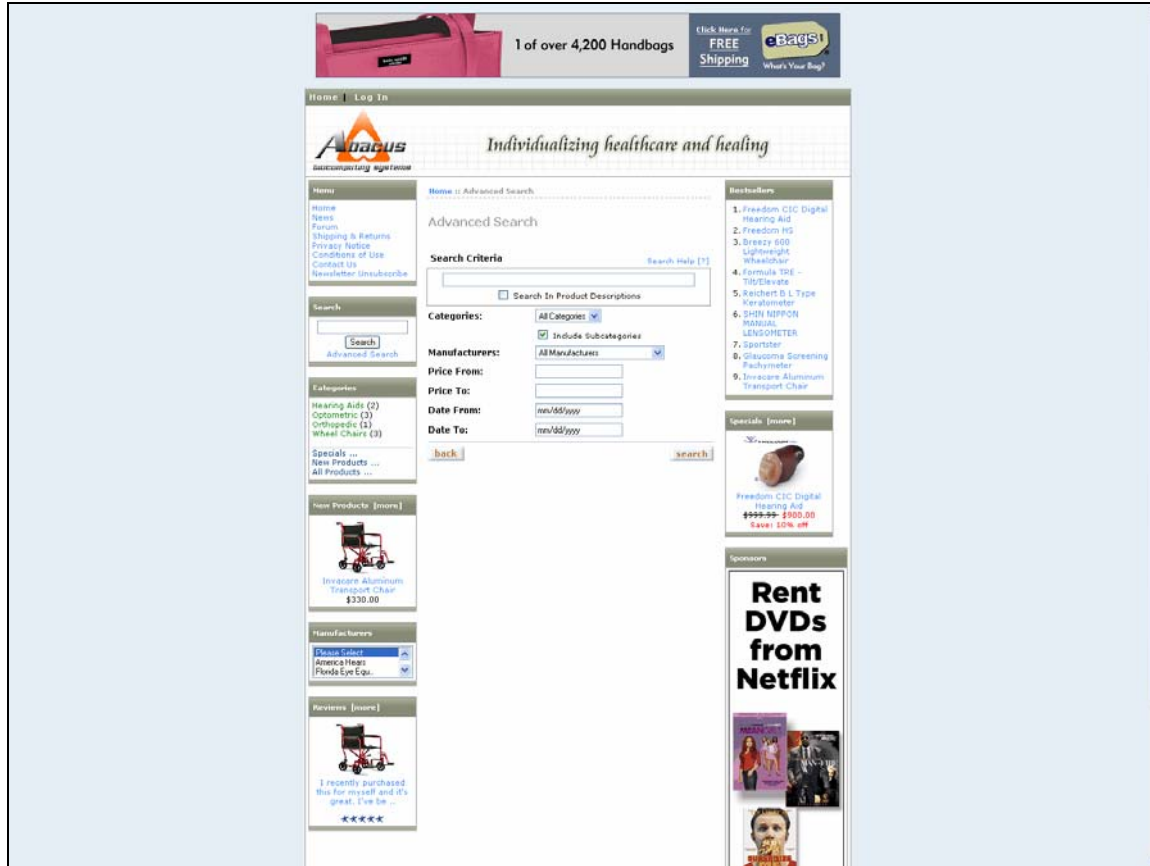 1 of over 4,200 Handbags
Click Here for
FREE
Shipping
eBags!
What's Your Bag?
Home | Log In
Abacus
biocomputing systems
Individualizing healthcare and healing
Menu
Home
News
Forum
Shipping & Returns
Privacy Notice
Conditions of Use
Contact Us
Newsletter Unsubscribe
Search
Search
Advanced Search
Categories
Hearing Aids (2)
Optometric (3)
Orthopedic (1)
Wheel Chairs (3)
Specials ...
New Products ...
All Products ...
New Products [more]
Invacare Aluminum
Transport Chair
$330.00
Manufacturers
Please Select
America Hears
Florida Eye Equ..
Reviews [more]
I recently purchased
this for myself and it's
great. I've be ..
Home :: Advanced Search
Advanced Search
Search Criteria
Search Help [?]
Search In Product Descriptions
Categories:
All Categories
Include Subcategories
Manufacturers:
All Manufacturers
Price From:
Price To:
Date From:
mm/dd/yyyy
Date To:
mm/dd/yyyy
back
search
Bestsellers
1. Freedom CIC Digital
Hearing Aid
2. Freedom HS
3. Breezy 600
Lightweight
Wheelchair
4. Formula TRE -
Tilt/Elevate
5. Reichert B L Type
Keratometer
6. SHIN NIPPON
MANUAL
LENSOMETER
7. Sportster
8. Glaucoma Screening
Pachymeter
9. Invacare Aluminum
Transport Chair
Specials [more]
Freedom CIC Digital
Hearing Aid
$999.99 $900.00
Save: 10% off
Sponsors
Rent
DVDs
from
Netflix
MEAN GIRLS
MAN ON FIRE